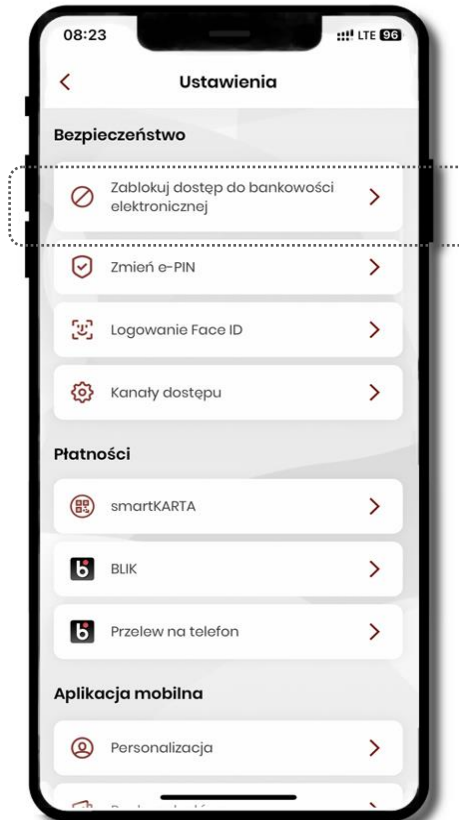 08:23 LTE 96
Ustawienia
Bezpieczeństwo
Zablokuj dostęp do bankowości
elektronicznej
Zmień e-PIN
Logowanie Face ID
Kanały dostępu
Płatności
smartKARTA
BLIK
Przelew na telefon
Aplikacja mobilna
Personalizacja